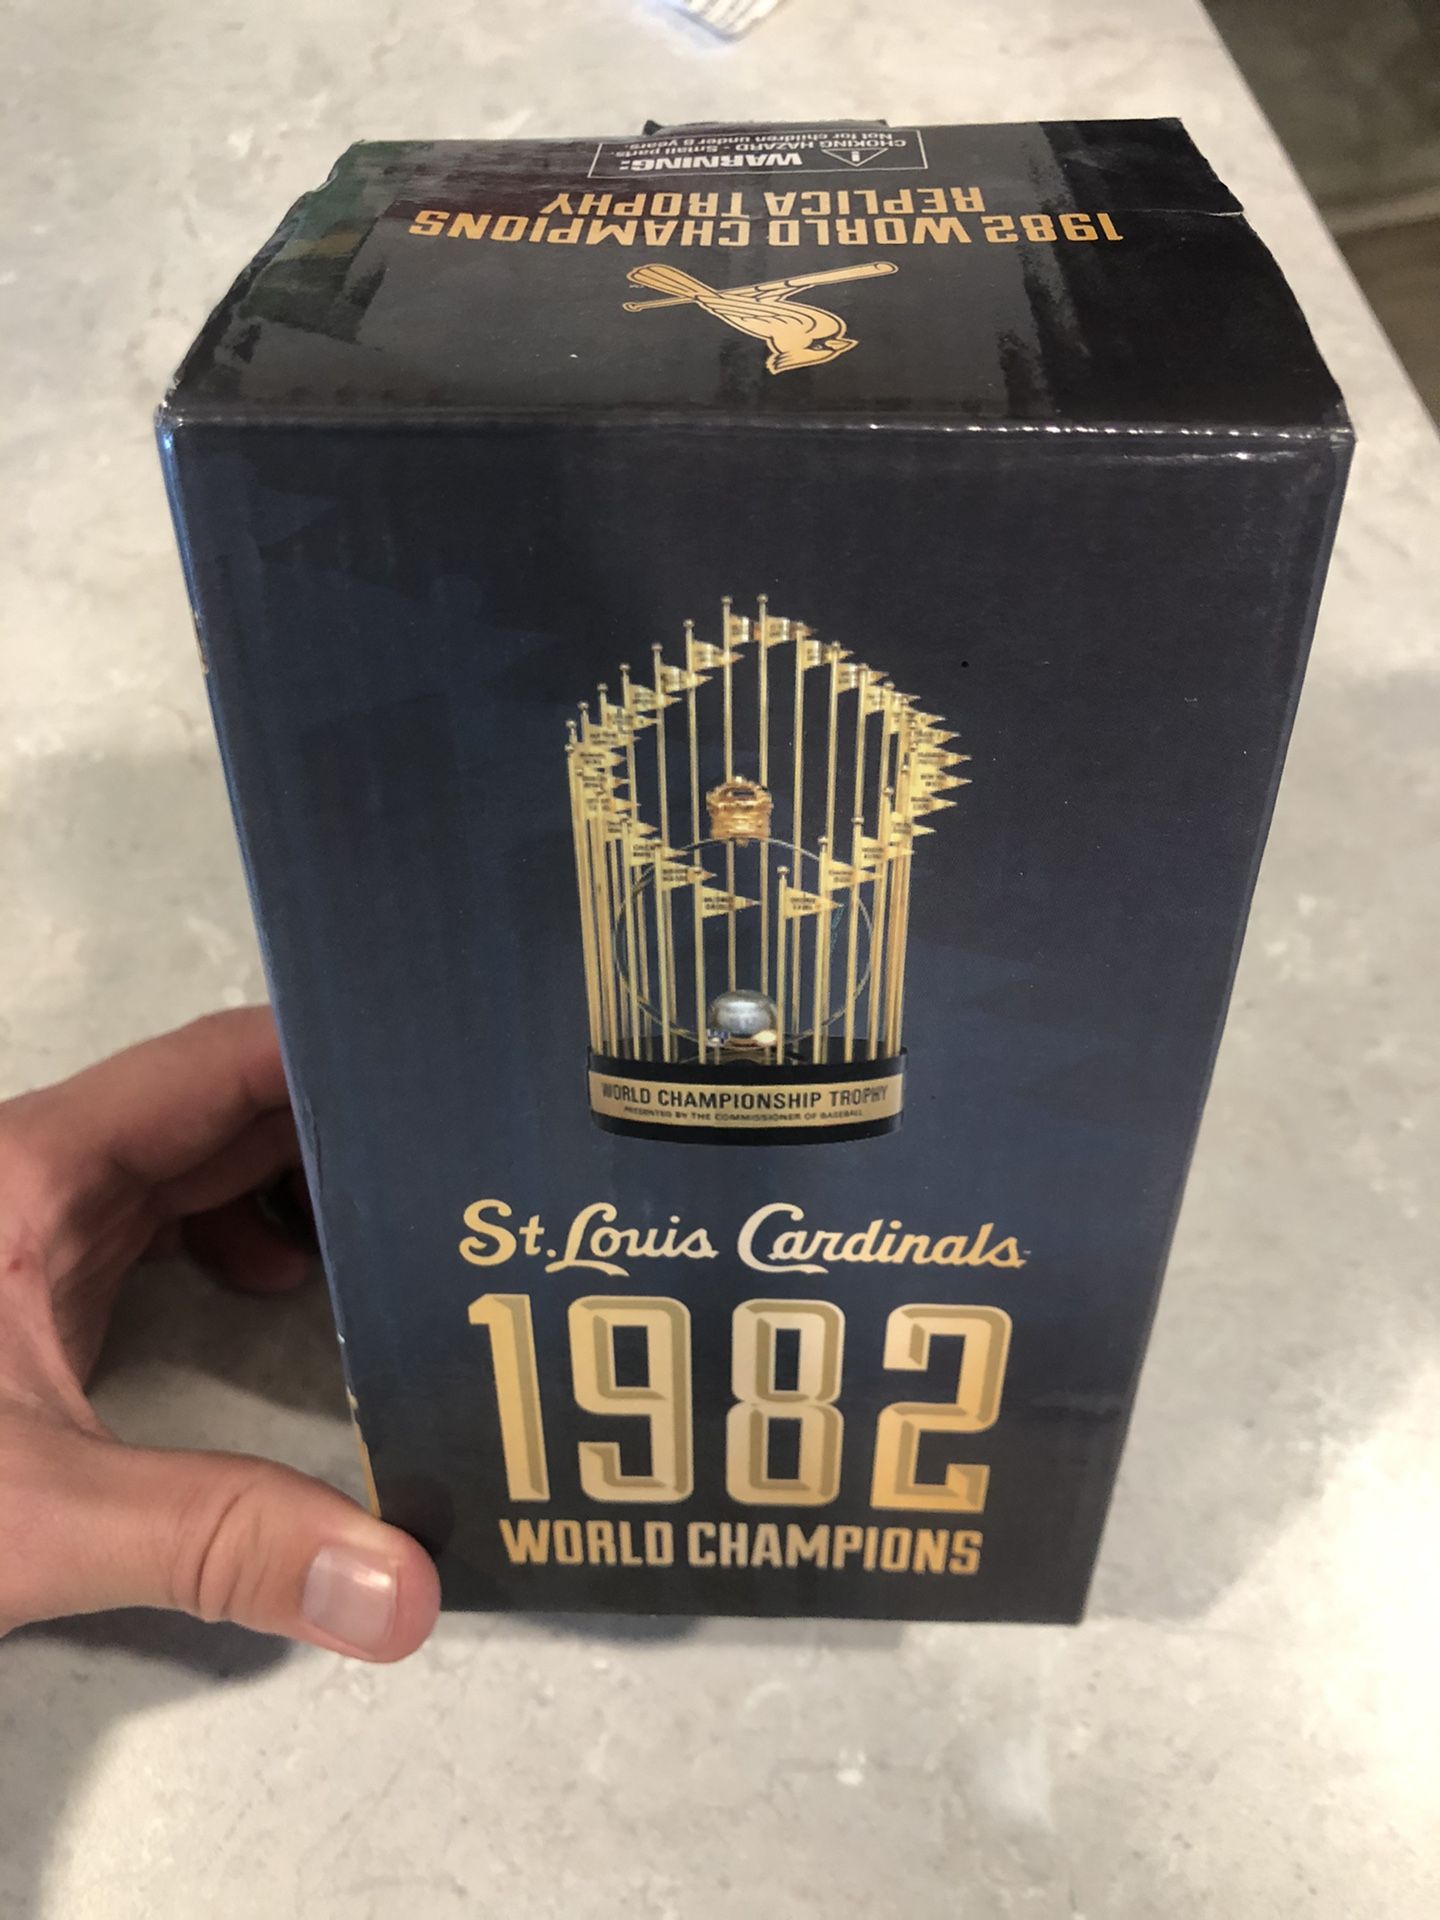 1982 WORLD CHAMPIONS
REPLICA TROPHY
WARNING:
CHOKING HAZARD - Small parts.
Not for children under 8 years.
WORLD CHAMPIONSHIP TROPHY
PRESENTED BY THE COMMISSIONER OF BASEBALL
St. Louis Cardinals
1982
WORLD CHAMPIONS